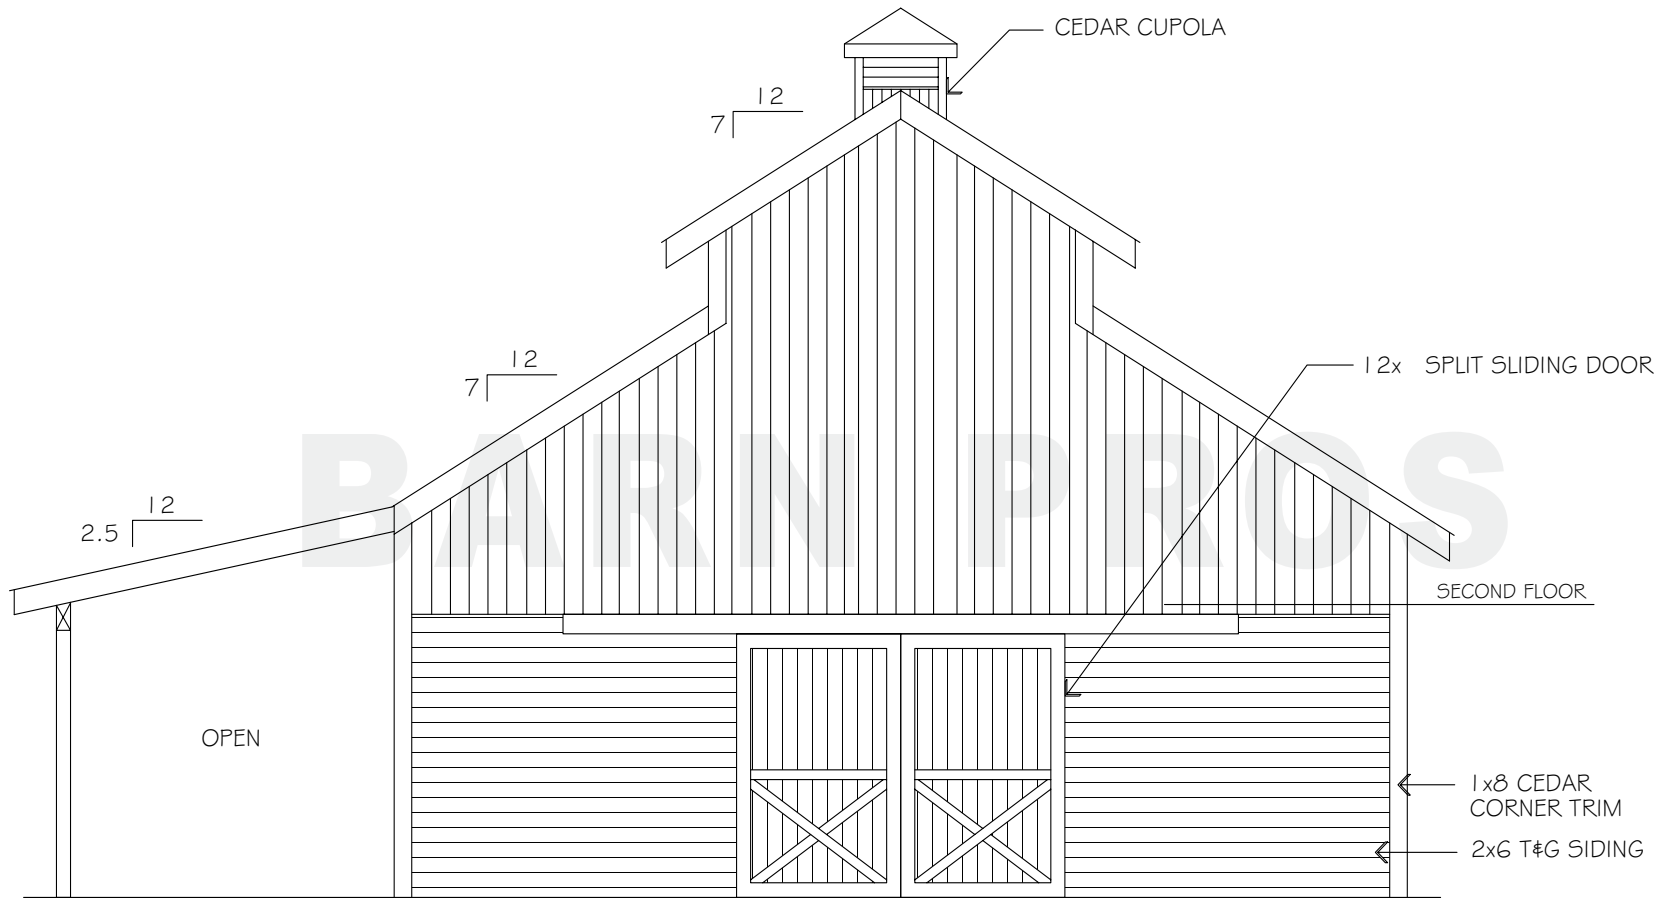 CEDAR CUPOLA
12
7
12
7
12x SPLIT SLIDING DOOR
BARN PROS
12
2.5
SECOND FLOOR
OPEN
1x8 CEDAR
CORNER TRIM
2x6 T&G SIDING